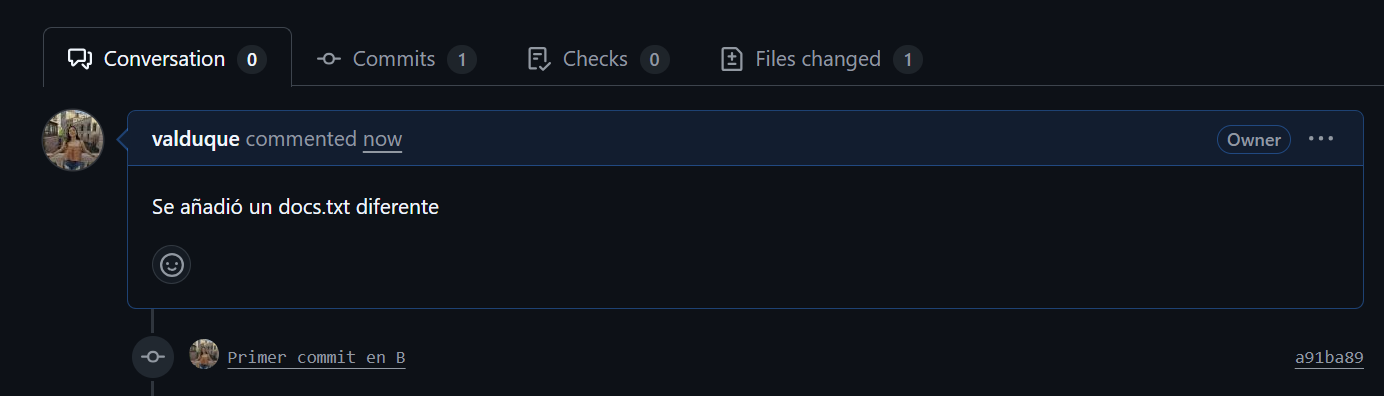 Conversation 0 Commits 1 Checks 0 Files changed 1
valduque commented now Owner
Se añadió un docs.txt diferente
Primer commit en B a91ba89